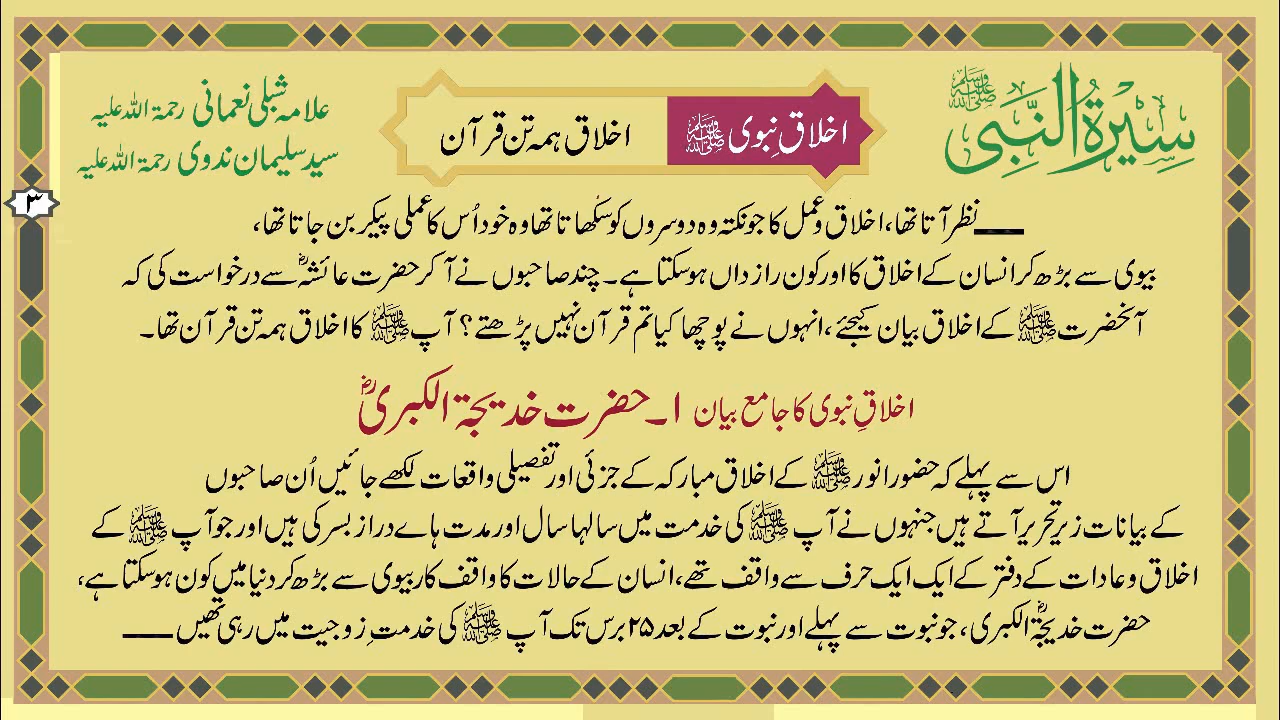 سِیْرَۃُ النَّبِی ﷺ
اخلاقِ نبوی ﷺ اخلاق ہمہ تن قرآن
علامہ شبلی نعمانی رحمۃ اللہ علیہ
سید سلیمان ندوی رحمۃ اللہ علیہ
۳
ــــ نظر آتا تھا، اخلاق و عمل کا جو نکتہ وہ دوسروں کو سکھاتا تھا وہ خود اُس کا عملی پیکر بن جاتا تھا،
بیوی سے بڑھ کر انسان کے اخلاق کا اور کون رازداں ہوسکتا ہے۔ چند صاحبوں نے آ کر حضرت عائشہؓ سے درخواست کی کہ
آنحضرت ﷺ کے اخلاق بیان کیجئے، انہوں نے پوچھا کیا تم قرآن نہیں پڑھتے؟ آپ ﷺ کا اخلاق ہمہ تن قرآن تھا۔
اخلاقِ نبوی کا جامع بیان ۱۔ حضرت خدیجۃ الکبریٰؓ
اس سے پہلے کہ حضور انور ﷺ کے اخلاق مبارکہ کے جزئی اور تفصیلی واقعات لکھے جائیں اُن صاحبوں
کے بیانات زیر تحریر آتے ہیں جنہوں نے آپ ﷺ کی خدمت میں سالہا سال اور مدت ہاے دراز بسر کی ہیں اور جو آپ ﷺ کے
اخلاق و عادات کے دفتر کے ایک ایک حرف سے واقف تھے، انسان کے حالات کا واقف کار بیوی سے بڑھ کر دنیا میں کون ہوسکتا ہے،
حضرت خدیجۃ الکبریؓ، جو نبوت سے پہلے اور نبوت کے بعد ۲۵ برس تک آپ ﷺ کی خدمتِ زوجیت میں رہی تھیں ــــ